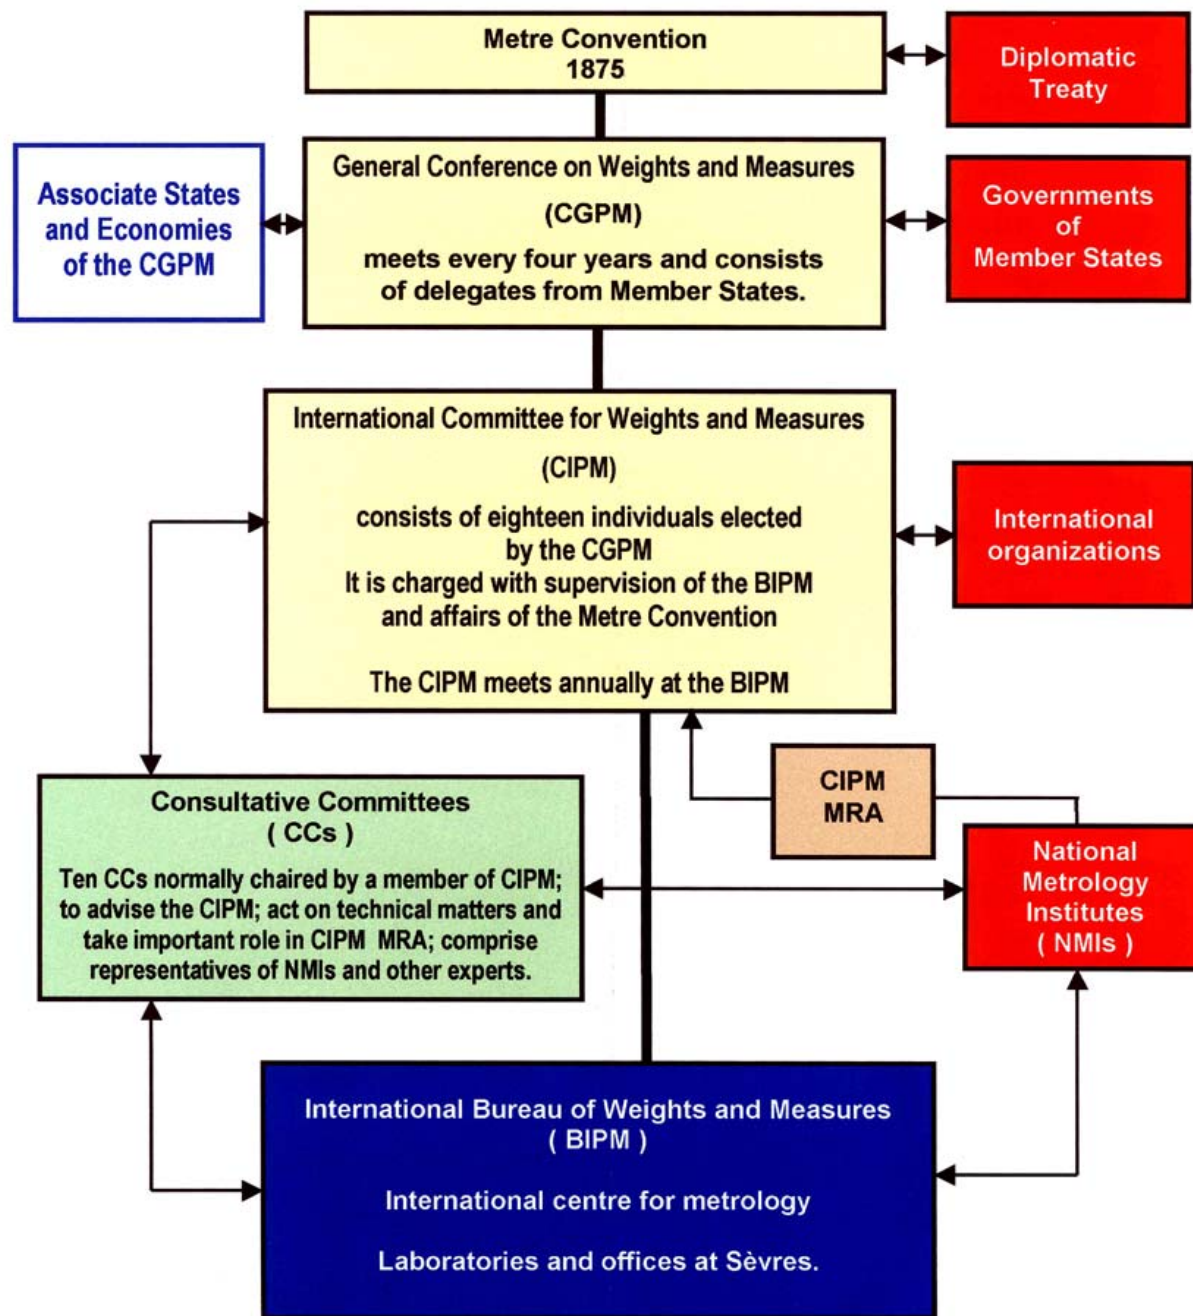 Metre Convention
1875
Diplomatic
Treaty
Associate States
and Economies
of the CGPM
General Conference on Weights and Measures
(CGPM)
meets every four years and consists
of delegates from Member States.
Governments
of
Member States
International Committee for Weights and Measures
(CIPM)
consists of eighteen individuals elected
by the CGPM
It is charged with supervision of the BIPM
and affairs of the Metre Convention
The CIPM meets annually at the BIPM
International
organizations
CIPM
MRA
Consultative Committees
( CCs )
Ten CCs normally chaired by a member of CIPM;
to advise the CIPM; act on technical matters and
take important role in CIPM MRA; comprise
representatives of NMIs and other experts.
National
Metrology
Institutes
( NMIs )
International Bureau of Weights and Measures
( BIPM )
International centre for metrology
Laboratories and offices at Sèvres.